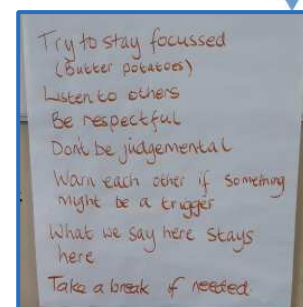 Try to stay focussed
(Butter potatoes)
Listen to others
Be respectful
Don't be judgemental
Warn each other if something
might be a trigger
What we say here stays
here
Take a break if needed